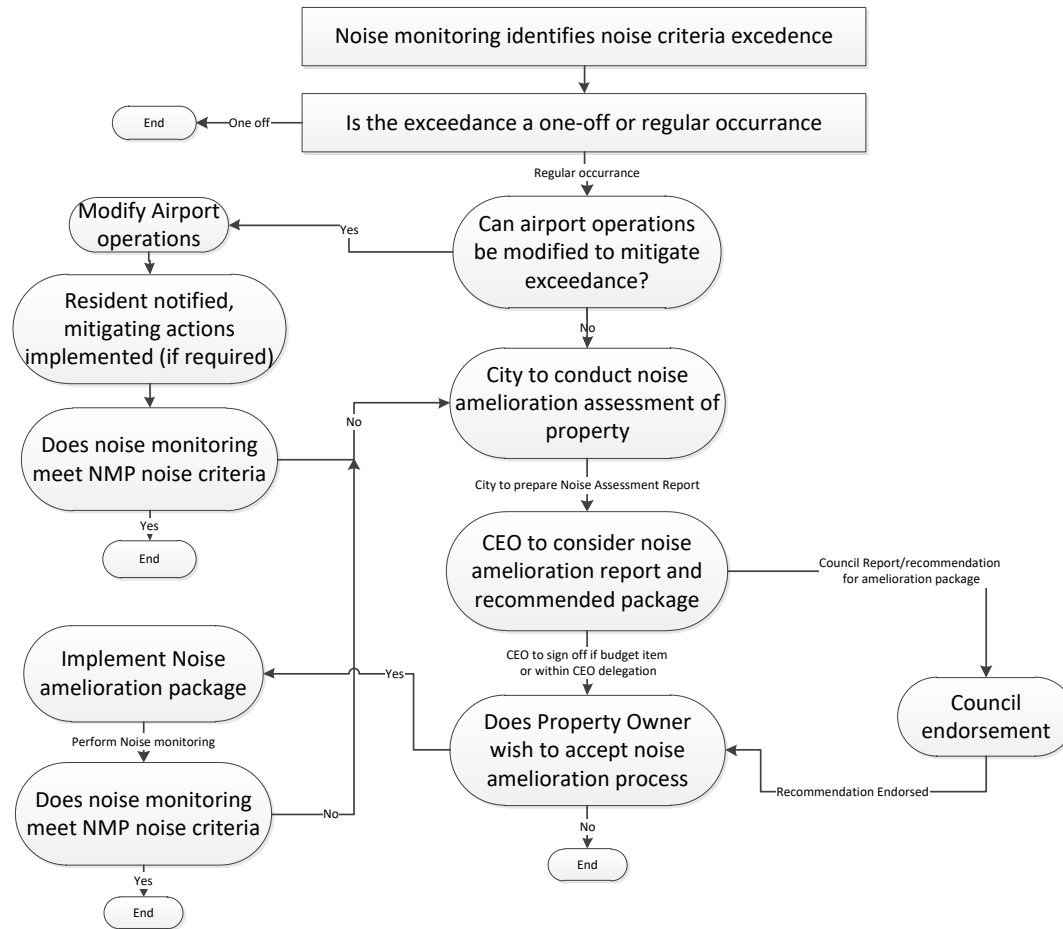 Noise monitoring identifies noise criteria excedence
Is the exceedance a one-off or regular occurrance
One off
End
Regular occurrance
Can airport operations
be modified to mitigate
exceedance?
Yes
Modify Airport
operations
Resident notified,
mitigating actions
implemented (if required)
Does noise monitoring
meet NMP noise criteria
No
Yes
End
No
City to conduct noise
amelioration assessment of
property
City to prepare Noise Assessment Report
CEO to consider noise
amelioration report and
recommended package
Council Report/recommendation
for amelioration package
Council
endorsement
Recommendation Endorsed
CEO to sign off if budget item
or within CEO delegation
Does Property Owner
wish to accept noise
amelioration process
No
End
Yes
Implement Noise
amelioration package
Perform Noise monitoring
Does noise monitoring
meet NMP noise criteria
No
Yes
End